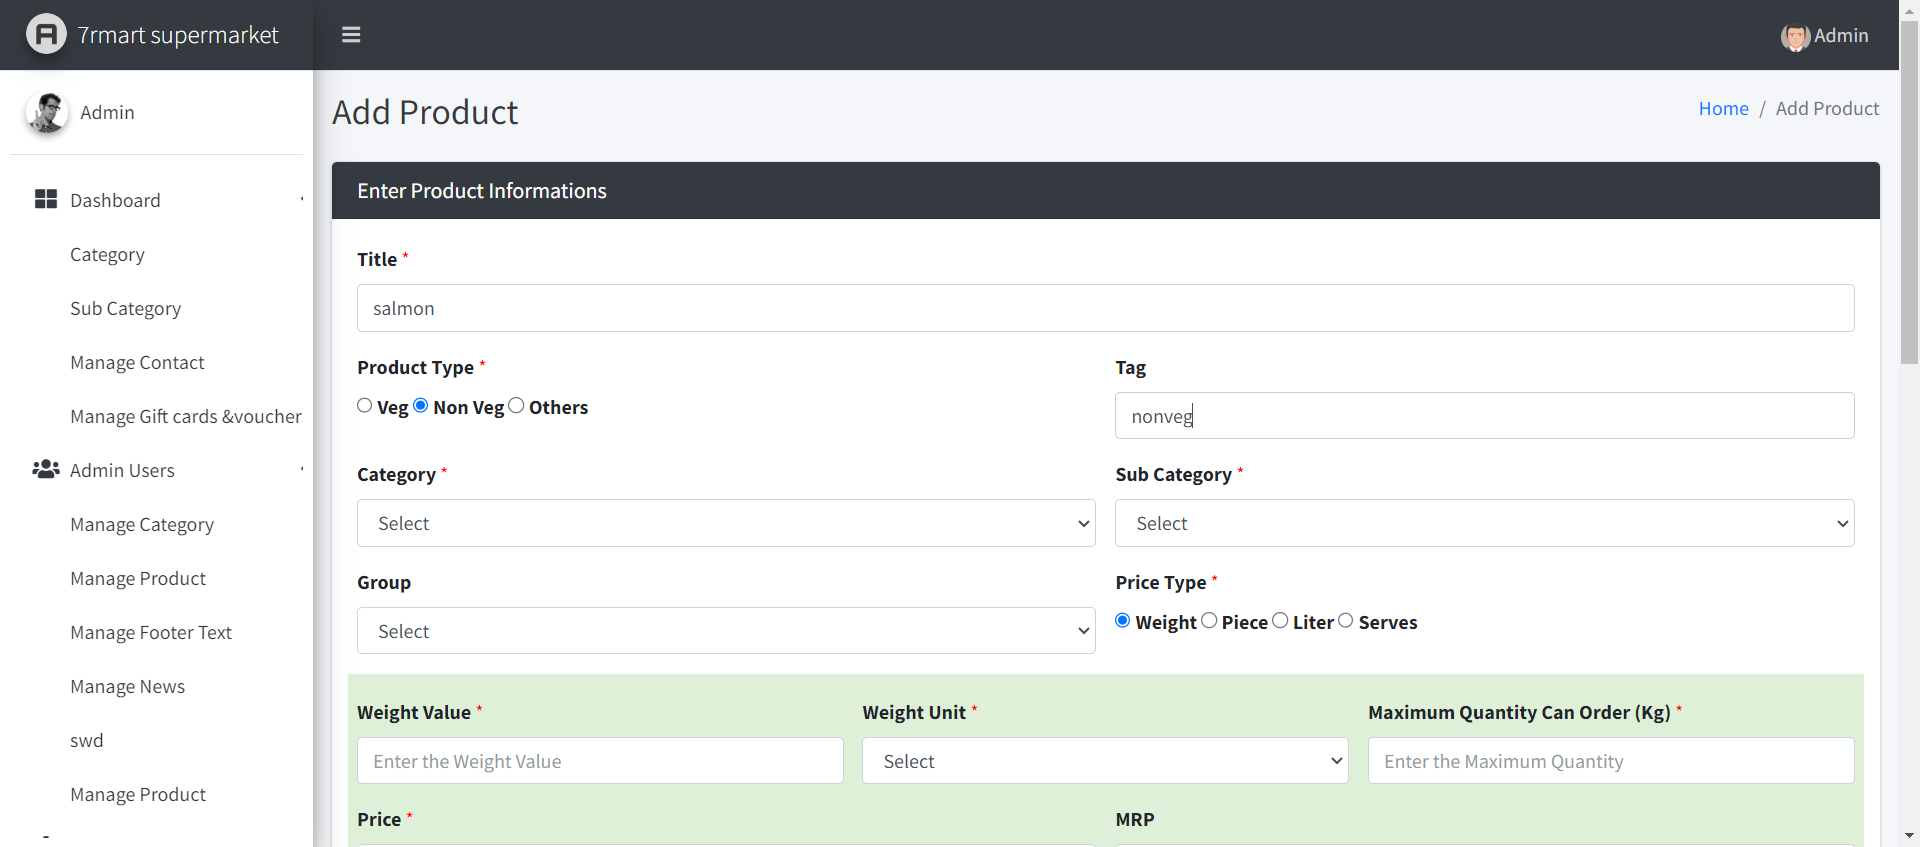 7rmart supermarket
Admin
Admin
Add Product
Home / Add Product
Dashboard
Category
Sub Category
Manage Contact
Manage Gift cards &voucher
Admin Users
Manage Category
Manage Product
Manage Footer Text
Manage News
swd
Manage Product
Enter Product Informations
Title *
salmon
Product Type *
Veg Non Veg Others
Tag
nonveg
Category *
Select
Sub Category *
Select
Group
Select
Price Type *
Weight Piece Liter Serves
Weight Value *
Enter the Weight Value
Weight Unit *
Select
Maximum Quantity Can Order (Kg) *
Enter the Maximum Quantity
Price *
MRP